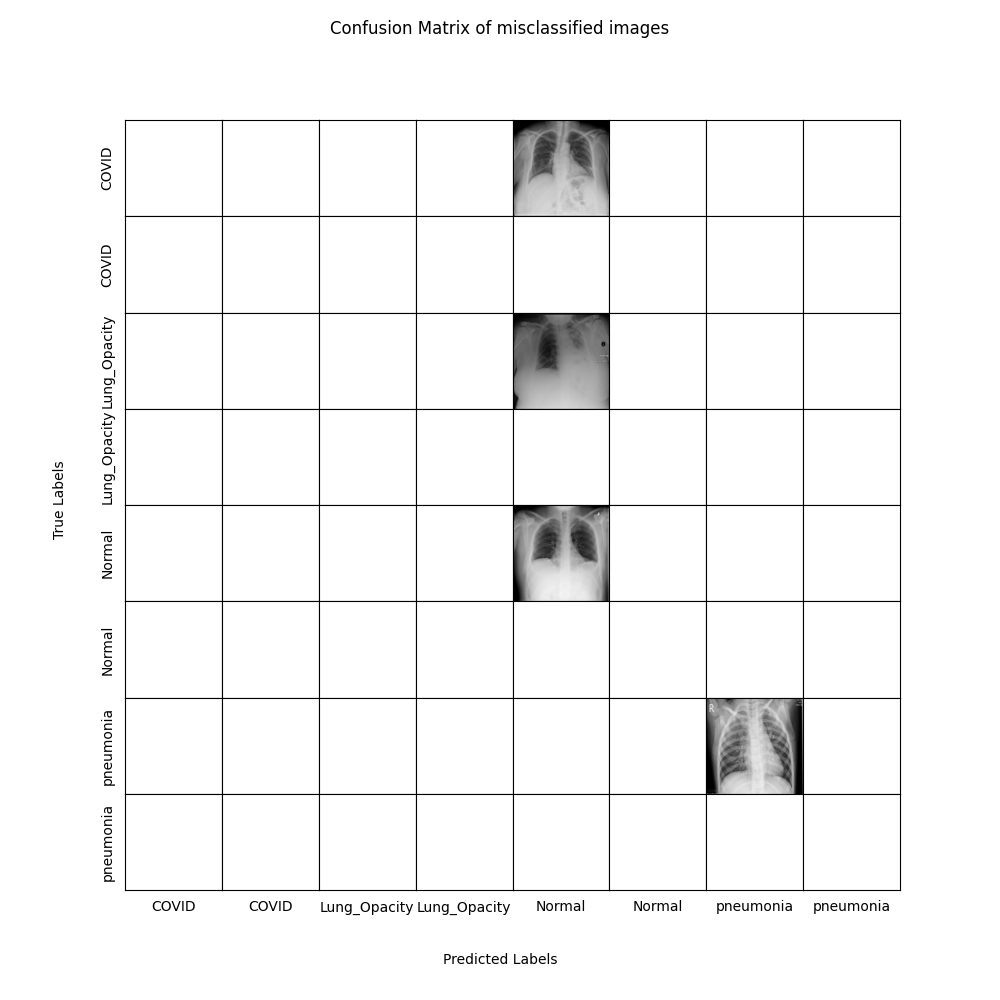 Confusion Matrix of misclassified images
True Labels
COVID
COVID
Lung_Opacity
Lung_Opacity
Normal
Normal
pneumonia
pneumonia
R
COVID COVID Lung_Opacity Lung_Opacity Normal Normal pneumonia pneumonia
Predicted Labels